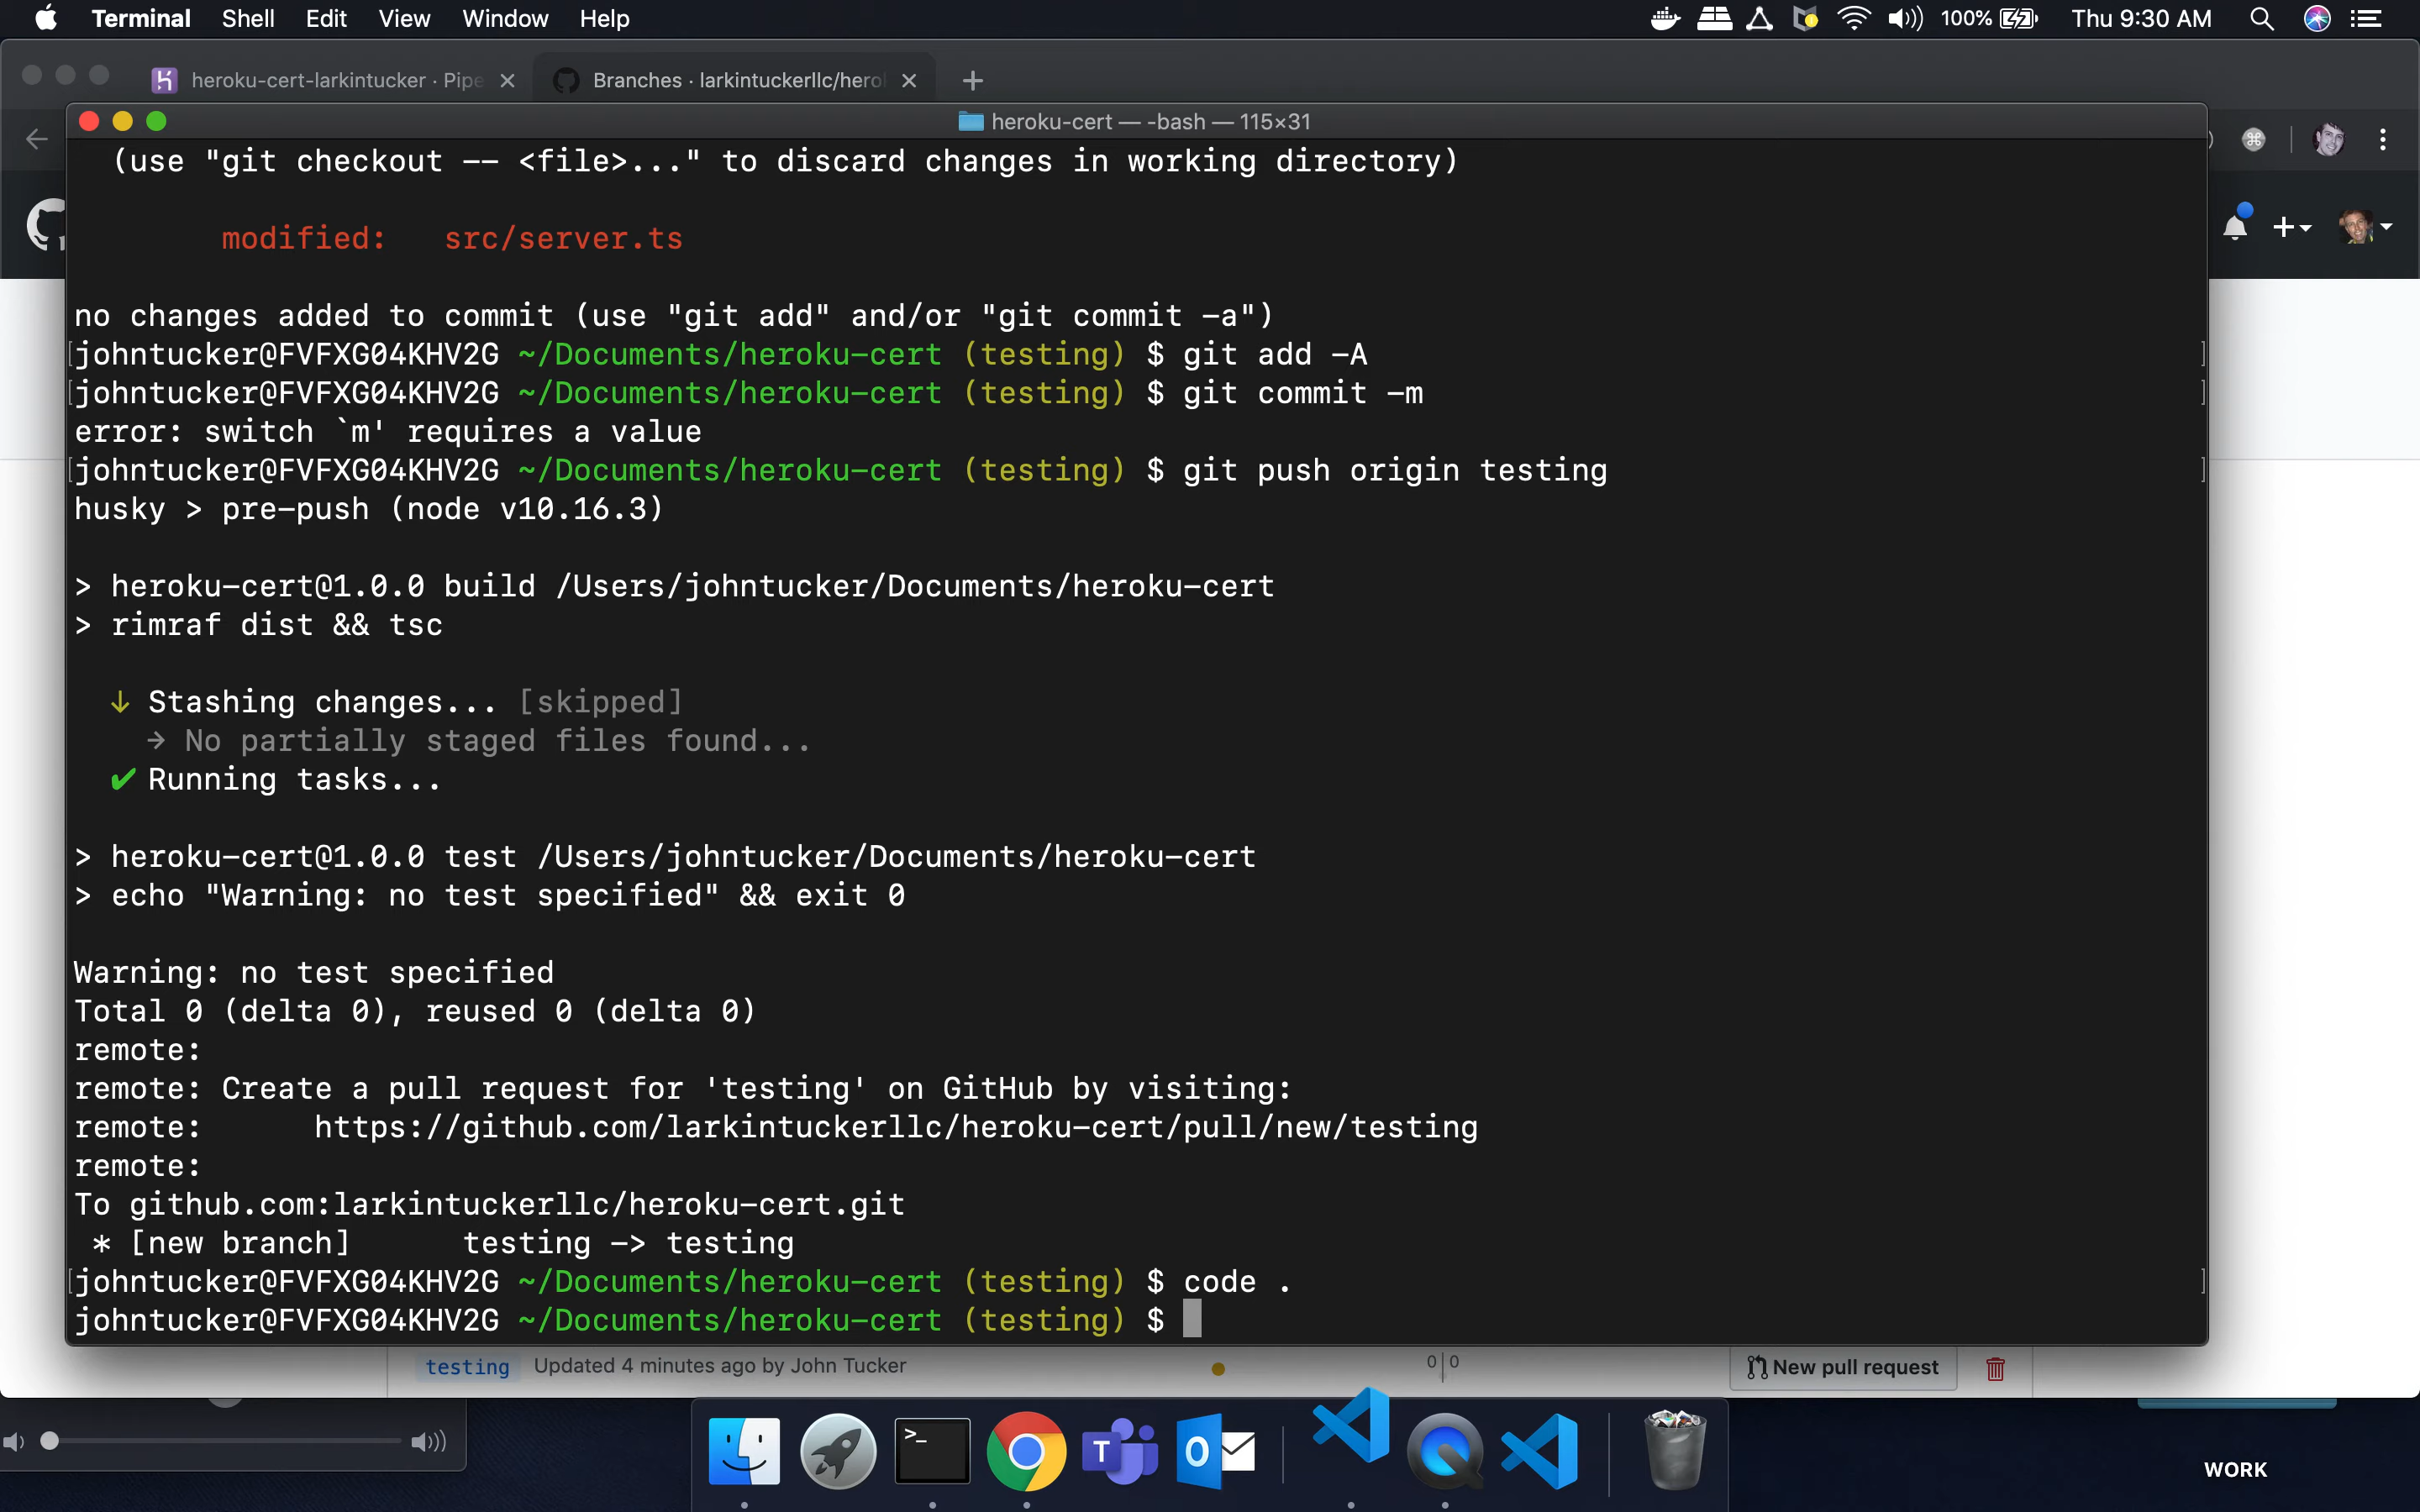 Terminal Shell Edit View Window Help 100% Thu 9:30 AM
heroku-cert-larkintucker · Pipe Branches · larkintuckerllc/herol
heroku-cert — -bash — 115×31
(use "git checkout -- <file>..." to discard changes in working directory)
modified: src/server.ts
no changes added to commit (use "git add" and/or "git commit -a")
johntucker@FVFXG04KHV2G ~/Documents/heroku-cert (testing) $ git add -A
johntucker@FVFXG04KHV2G ~/Documents/heroku-cert (testing) $ git commit -m
error: switch `m' requires a value
johntucker@FVFXG04KHV2G ~/Documents/heroku-cert (testing) $ git push origin testing
husky > pre-push (node v10.16.3)
> heroku-cert@1.0.0 build /Users/johntucker/Documents/heroku-cert
> rimraf dist && tsc
↓ Stashing changes... [skipped]
→ No partially staged files found...
✔ Running tasks...
> heroku-cert@1.0.0 test /Users/johntucker/Documents/heroku-cert
> echo "Warning: no test specified" && exit 0
Warning: no test specified
Total 0 (delta 0), reused 0 (delta 0)
remote:
remote: Create a pull request for 'testing' on GitHub by visiting:
remote: https://github.com/larkintuckerllc/heroku-cert/pull/new/testing
remote:
To github.com:larkintuckerllc/heroku-cert.git
* [new branch] testing -> testing
johntucker@FVFXG04KHV2G ~/Documents/heroku-cert (testing) $ code .
johntucker@FVFXG04KHV2G ~/Documents/heroku-cert (testing) $
testing Updated 4 minutes ago by John Tucker 0 | 0 New pull request
WORK